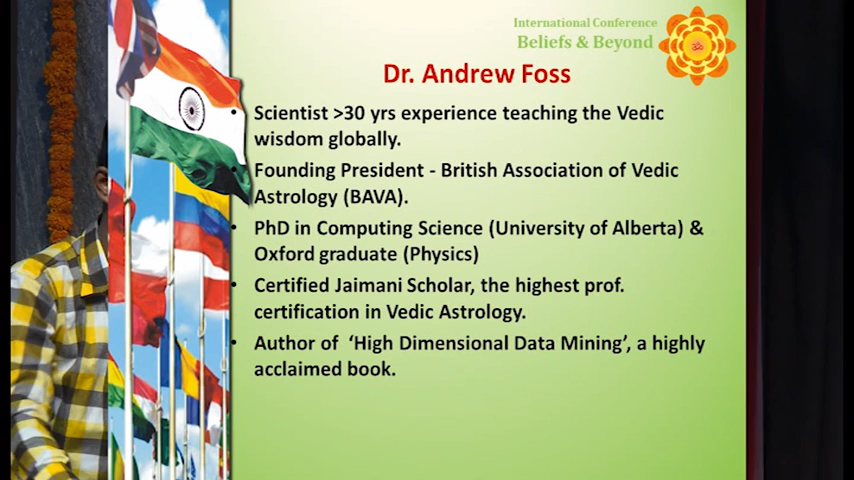 International Conference
Beliefs & Beyond
Dr. Andrew Foss
• Scientist >30 yrs experience teaching the Vedic
wisdom globally.
• Founding President - British Association of Vedic
Astrology (BAVA).
• PhD in Computing Science (University of Alberta) &
Oxford graduate (Physics)
• Certified Jaimani Scholar, the highest prof.
certification in Vedic Astrology.
• Author of ‘High Dimensional Data Mining’, a highly
acclaimed book.